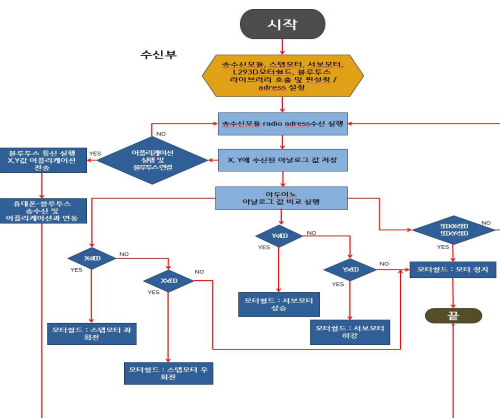 시작
수신부
송수신모듈, 스텝모터, 서보모터,
L293D모터쉴드, 블루투스
라이브러리 호출 및 핀설정 /
adress 설정
송수신모듈 radio adress수신 실행
NO
어플리케이션
실행 및
블루투스 연결
YES
블루투스 통신 실행
X,Y값 어플리케이션
전송
X, Y에 수신된 아날로그 값 저장
휴대폰-블루투스
송수신 및
어플리케이션과 연동
아두이노
아날로그 값 비교 실행
NO
YES
NO
YES
NO
YES
NO
YES
NO
YES
모터쉴드 : 모터 정지
모터쉴드 : 서보모터
상승
모터쉴드 : 서보모터
하강
모터쉴드 : 스텝모터 좌
회전
모터쉴드 : 스텝모터 우
회전
끝